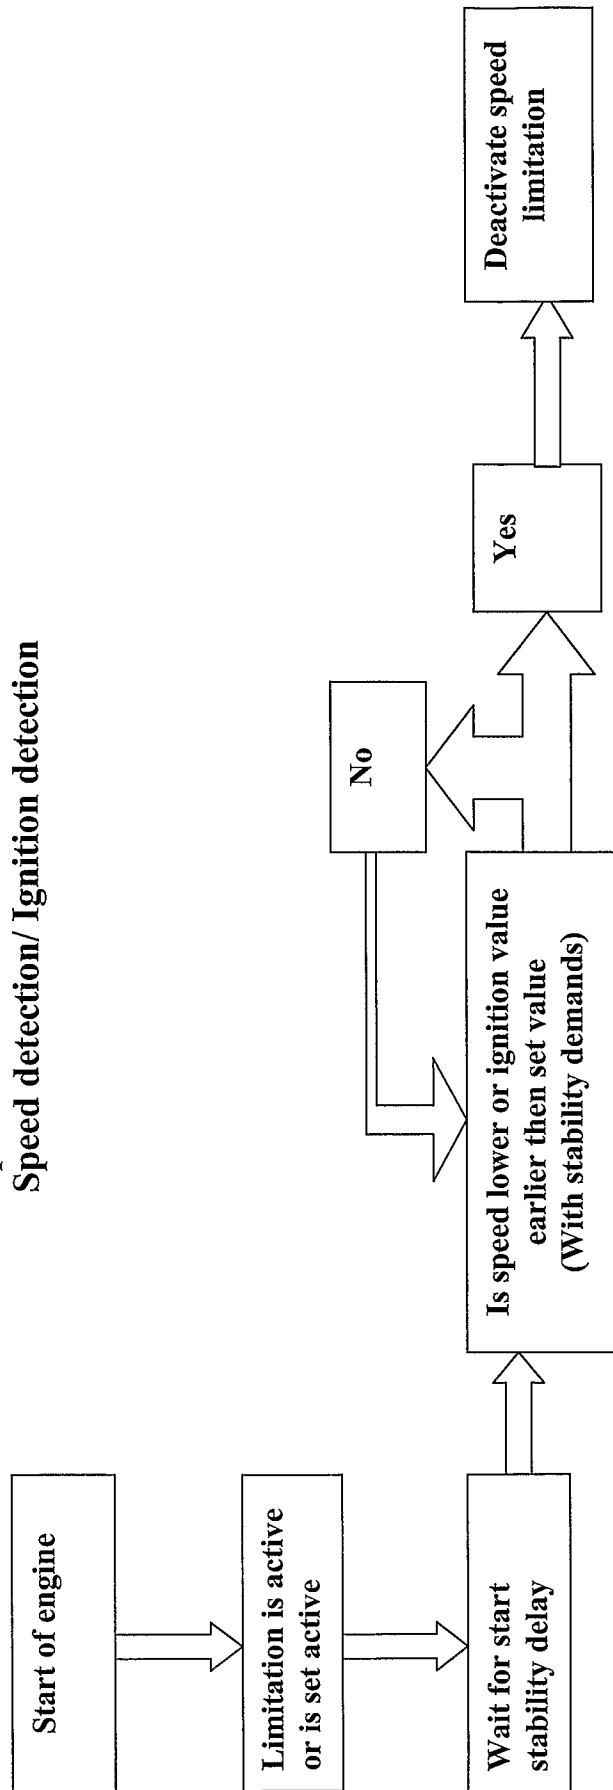 Speed detection/ Ignition detection
Start of engine
Limitation is active
or is set active
Wait for start
stability delay
Is speed lower or ignition value
earlier then set value
(With stability demands)
No
Yes
Deactivate speed
limitation